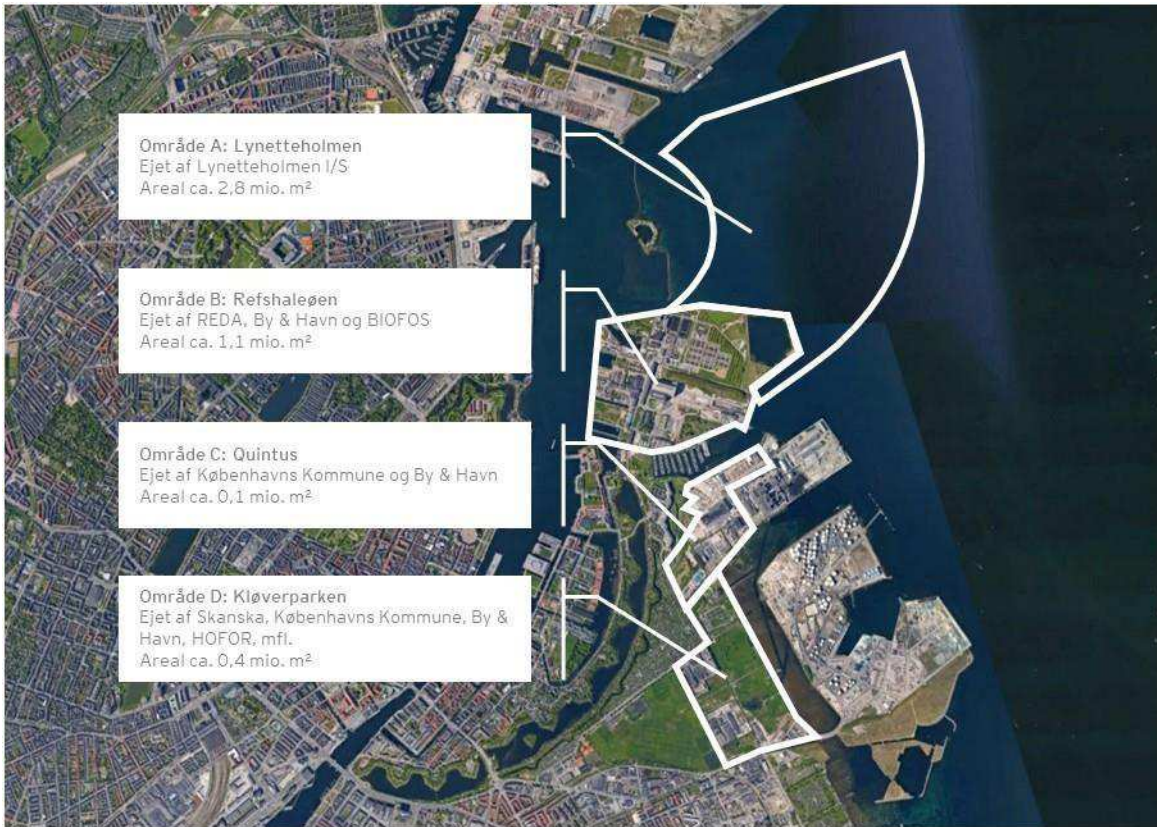 Område A: Lynetteholmen
Ejet af Lynetteholmen I/S
Areal ca. 2,8 mio. m²
Område B: Refshaleøen
Ejet af REDA, By & Havn og BIOFOS
Areal ca. 1,1 mio. m²
Område C: Quintus
Ejet af Københavns Kommune og By & Havn
Areal ca. 0,1 mio. m²
Område D: Kløverparken
Ejet af Skanska, Københavns Kommune, By &
Havn, HOFOR, mfl.
Areal ca. 0,4 mio. m²